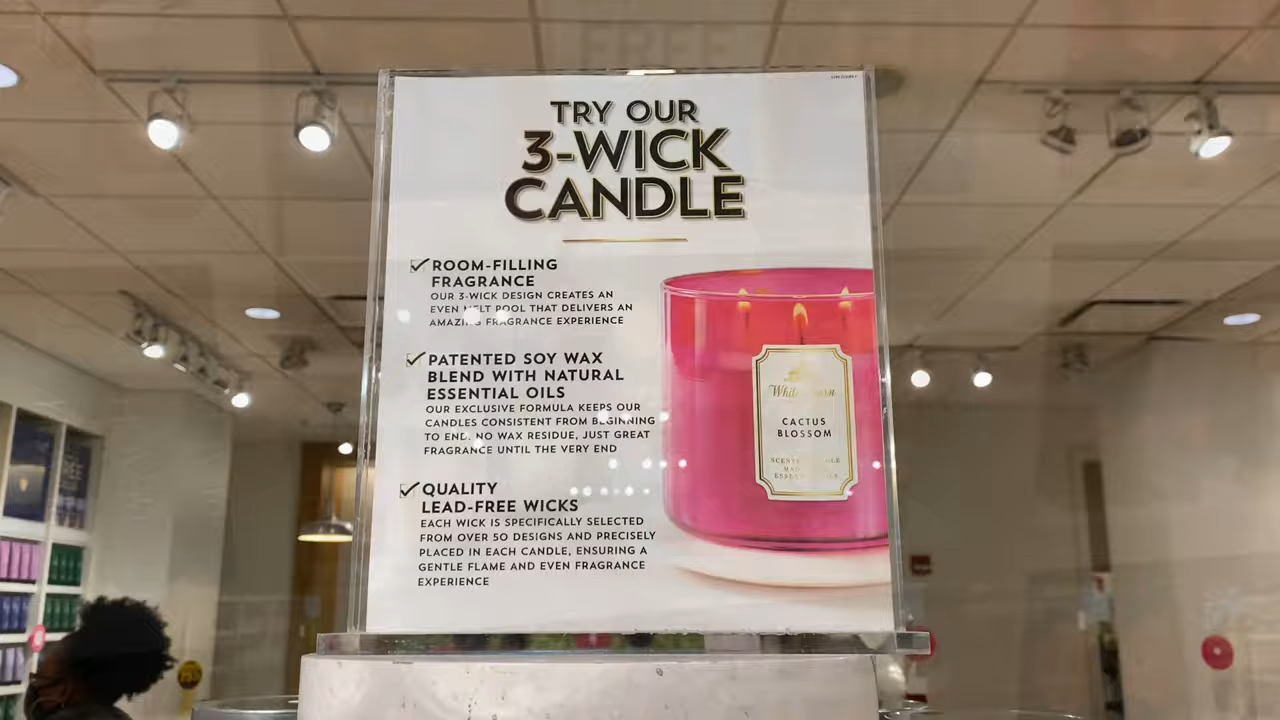 TRY OUR
3-WICK
CANDLE
ROOM-FILLING
FRAGRANCE
OUR 3-WICK DESIGN CREATES AN
EVEN MELT POOL THAT DELIVERS AN
AMAZING FRAGRANCE EXPERIENCE
PATENTED SOY WAX
BLEND WITH NATURAL
ESSENTIAL OILS
OUR EXCLUSIVE FORMULA KEEPS OUR
CANDLES CONSISTENT FROM BEGINNING
TO END. NO WAX RESIDUE, JUST GREAT
FRAGRANCE UNTIL THE VERY END
QUALITY
LEAD-FREE WICKS
EACH WICK IS SPECIFICALLY SELECTED
FROM OVER 50 DESIGNS AND PRECISELY
PLACED IN EACH CANDLE, ENSURING A
GENTLE FLAME AND EVEN FRAGRANCE
EXPERIENCE
CACTUS
BLOSSOM
FREE